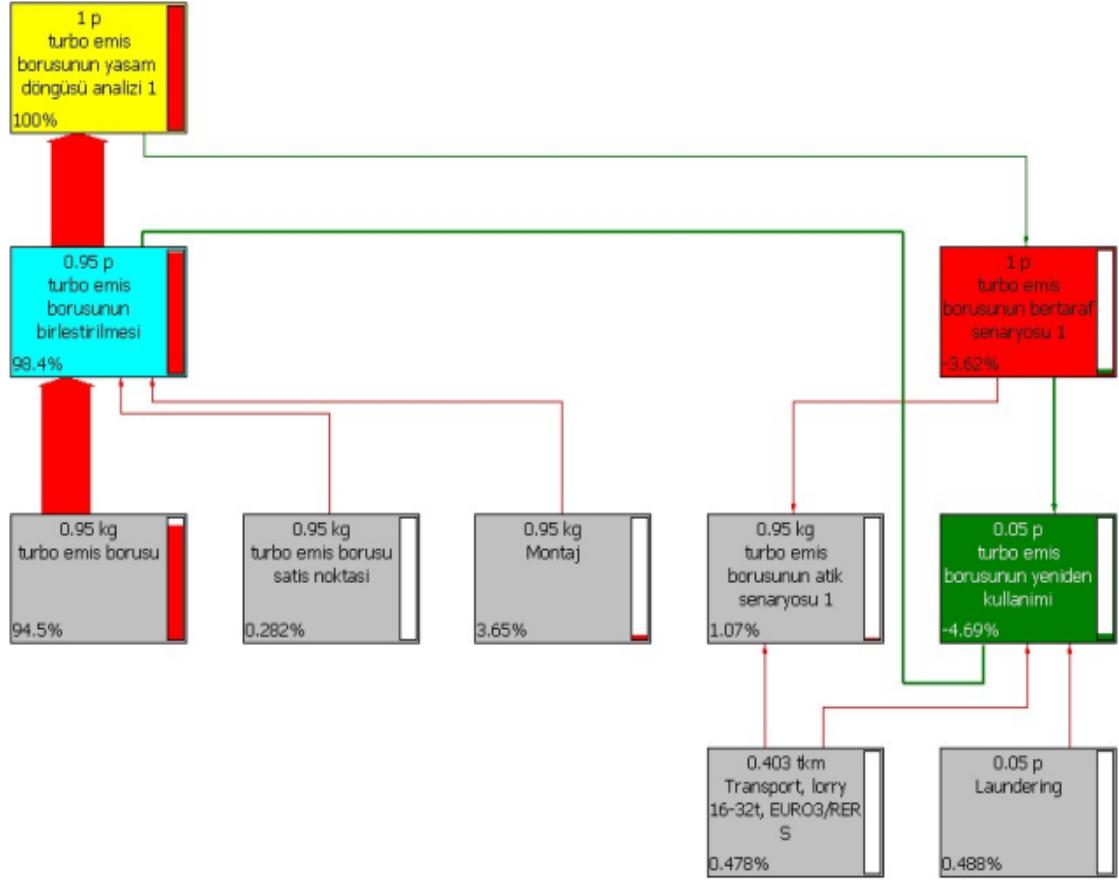 1 p
turbo emis
borusunun yasam
döngüsü analizi 1
100%
0.95 p
turbo emis
borusunun
birlestirilmesi
98.4%
1 p
turbo emis
borusunun bertaraf
senaryosu 1
-3.62%
0.95 kg
turbo emis borusu
94.5%
0.95 kg
turbo emis borusu
satis noktasi
0.282%
0.95 kg
Montaj
3.65%
0.95 kg
turbo emis
borusunun atik
senaryosu 1
1.07%
0.05 p
turbo emis
borusunun yeniden
kullanimi
-4.69%
0.403 tkm
Transport, lorry
16-32t, EURO3/RER
S
0.478%
0.05 p
Laundering
0.488%